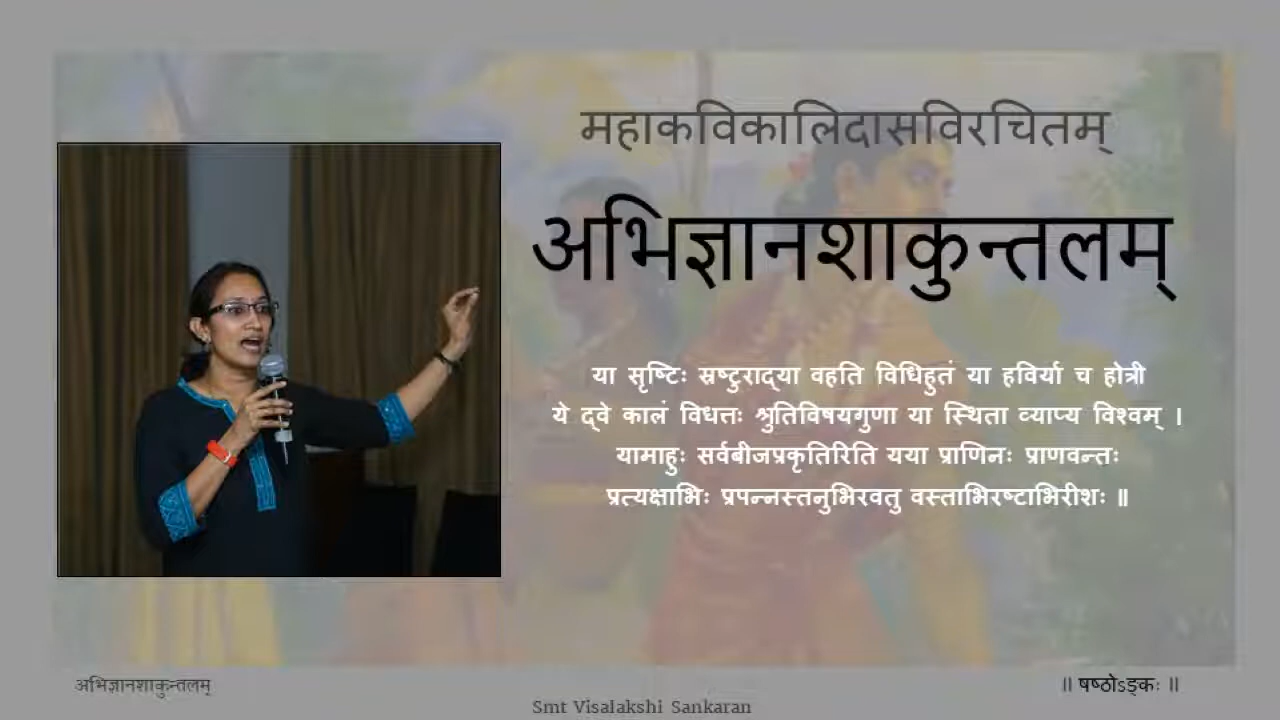 महाकविकालिदासविरचितम्
अभिज्ञानशाकुन्तलम्
या सृष्टिः स्रष्टुराद्या वहति विधिहुतं या हविर्या च होत्री
ये द्वे कालं विधत्तः श्रुतिविषयगुणा या स्थिता व्याप्य विश्वम् ।
यामाहुः सर्वबीजप्रकृतिरिति यया प्राणिनः प्राणवन्तः
प्रत्यक्षाभिः प्रपन्नस्तनुभिरवतु वस्ताभिरष्टाभिरीशः ॥
अभिज्ञानशाकुन्तलम्
॥ षष्ठोऽङ्कः ॥
Smt Visalakshi Sankaran